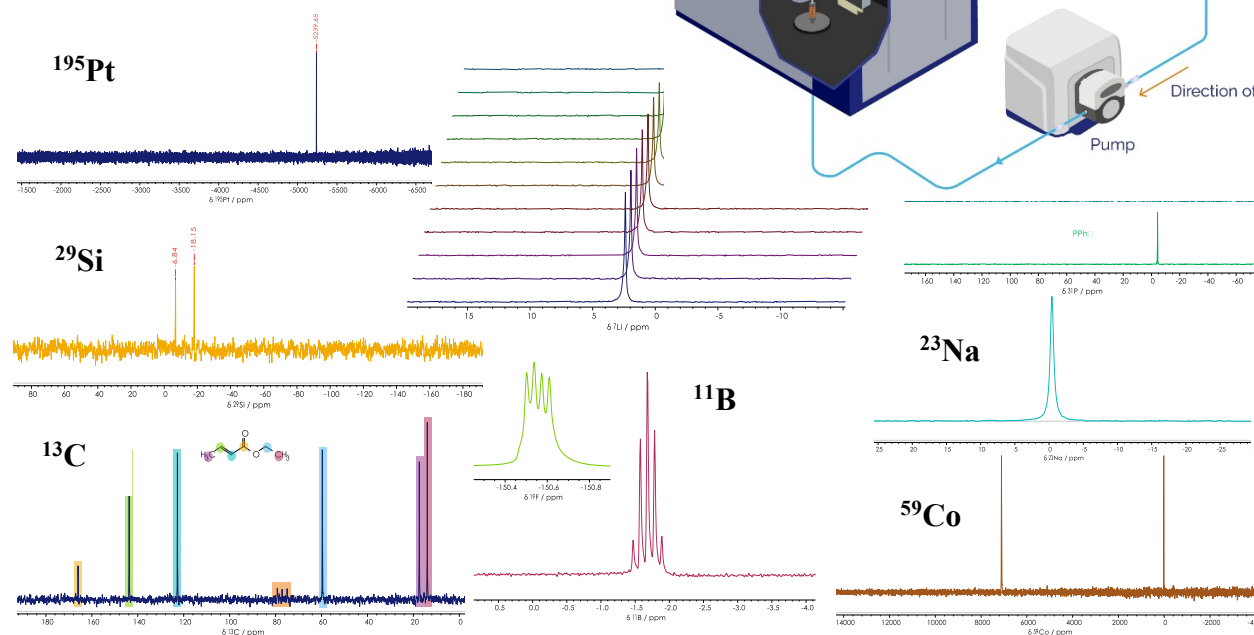 -5239.65
195Pt
-1500 -2000 -2500 -3000 -3500 -4000 -4500 -5000 -5500 -6000 -6500
δ 195Pt / ppm
Direction of
Pump
-6.84
-18.15
29Si
80 60 40 20 0 -20 -40 -60 -80 -100 -120 -140 -160 -180
δ 29Si / ppm
15 10 5 0 -5 -10
δ 7Li / ppm
PPh□
160 140 120 100 80 60 40 20 0 -20 -40 -60
δ 31P / ppm
23Na
25 20 15 10 5 0 -5 -10 -15 -20 -25
δ 23Na / ppm
13C
H3C
O
O
CH3
180 160 140 120 100 80 60 40 20 0
δ 13C / ppm
-150.4 -150.6 -150.8
δ 19F / ppm
11B
0.5 0.0 -0.5 -1.0 -1.5 -2.0 -2.5 -3.0 -3.5 -4.0
δ 11B / ppm
59Co
14000 12000 10000 8000 6000 4000 2000 0 -2000
δ 59Co / ppm